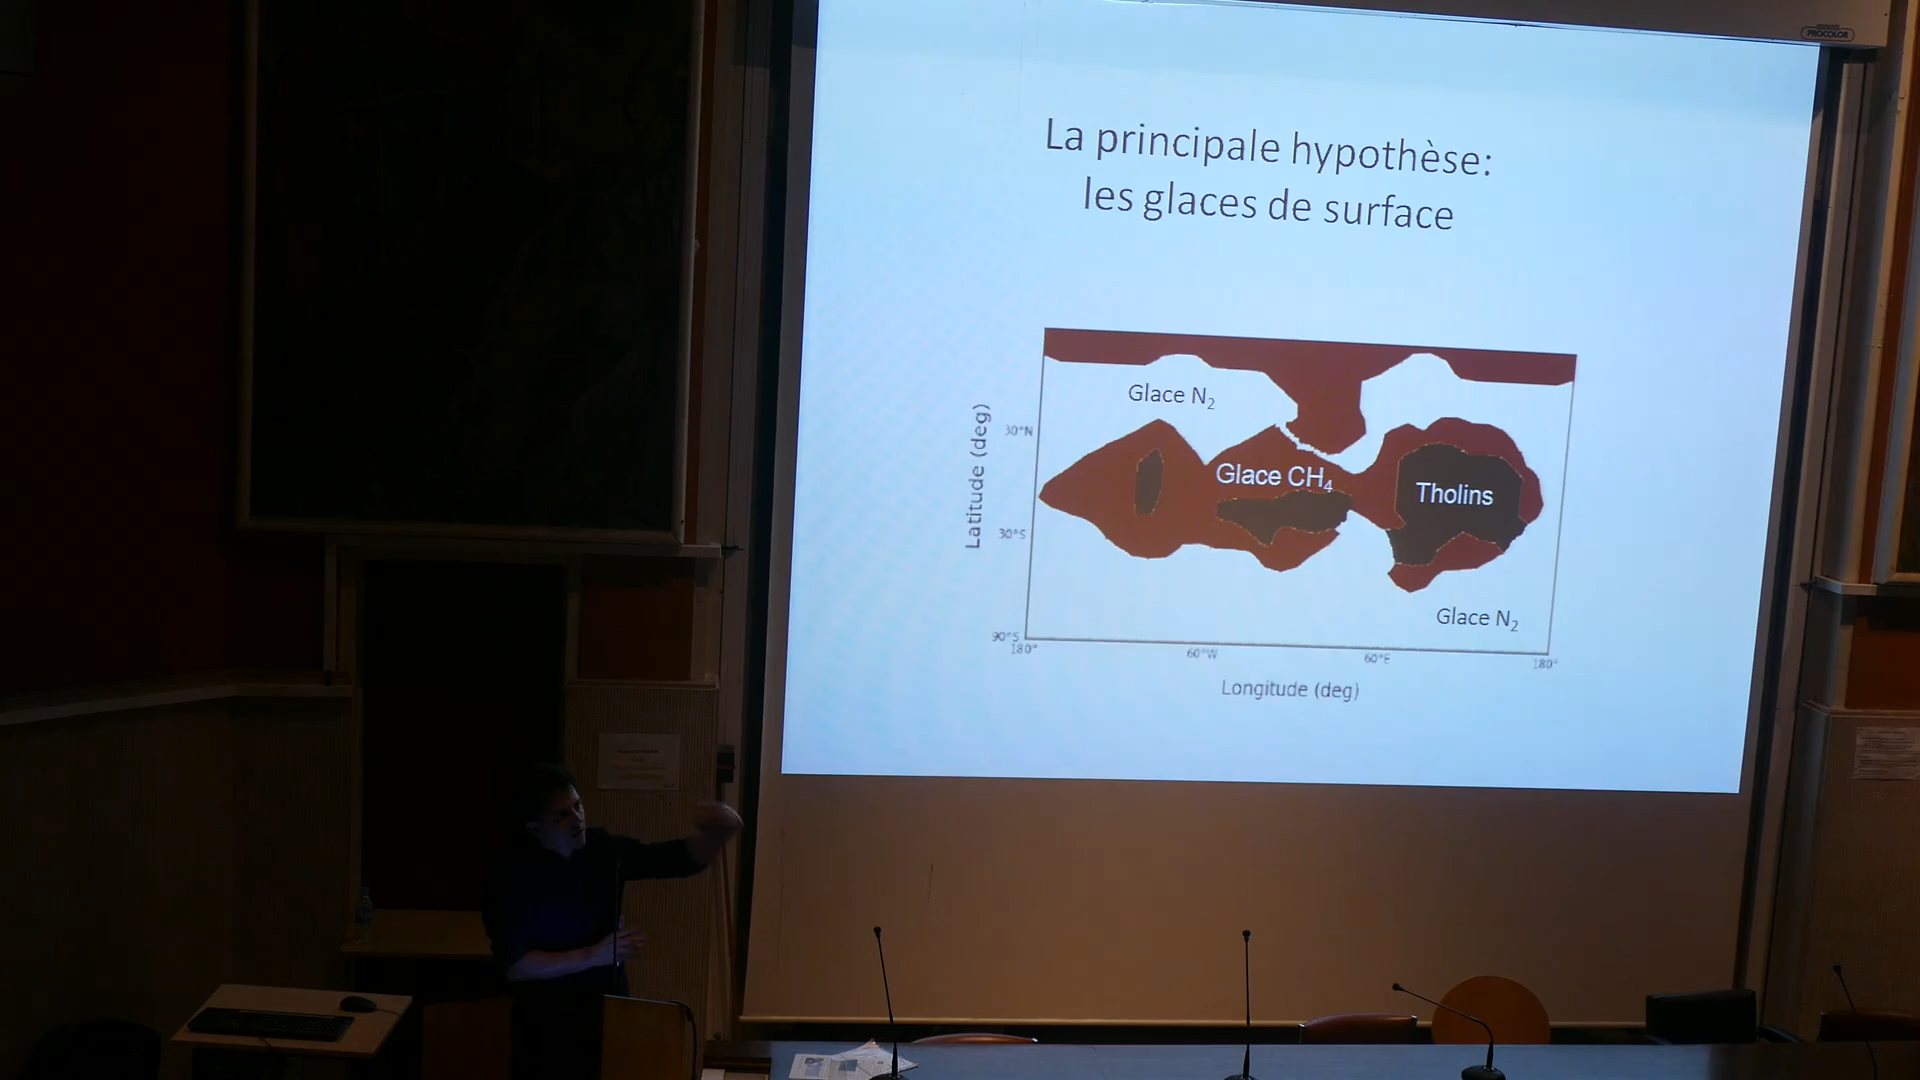 PROCOLOR
La principale hypothèse:
les glaces de surface
Glace N₂
30°N
Glace CH₄
Tholins
Latitude (deg)
30°S
Glace N₂
90°S
180°
60°W
60°E
180°
Longitude (deg)